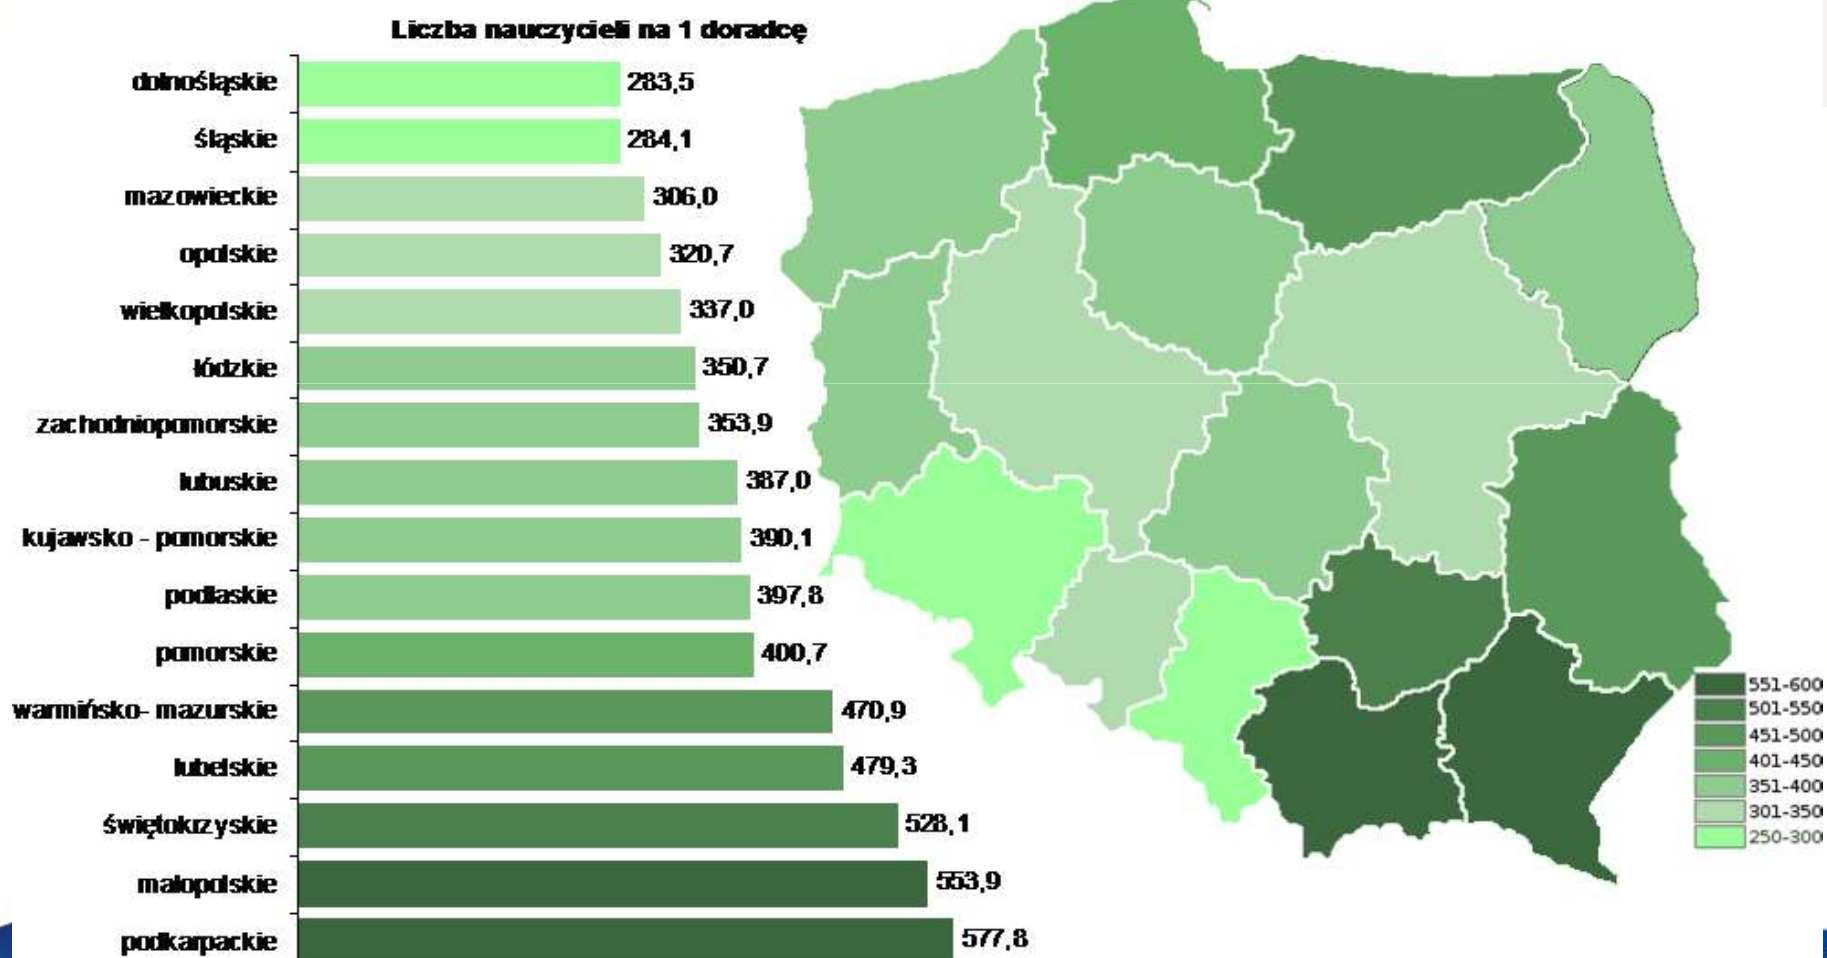 Liczba nauczycieli na 1 doradcę
dolnośląskie 283,5
śląskie 284,1
mazowieckie 306,0
opolskie 320,7
wielkopolskie 337,0
łódzkie 350,7
zachodniopomorskie 353,9
lubuskie 387,0
kujawsko - pomorskie 390,1
podlaskie 397,8
pomorskie 400,7
warmińsko- mazurskie 470,9
lubelskie 479,3
świętokrzyskie 528,1
małopolskie 553,9
podkarpackie 577,8
551-600
501-550
451-500
401-450
351-400
301-350
250-300